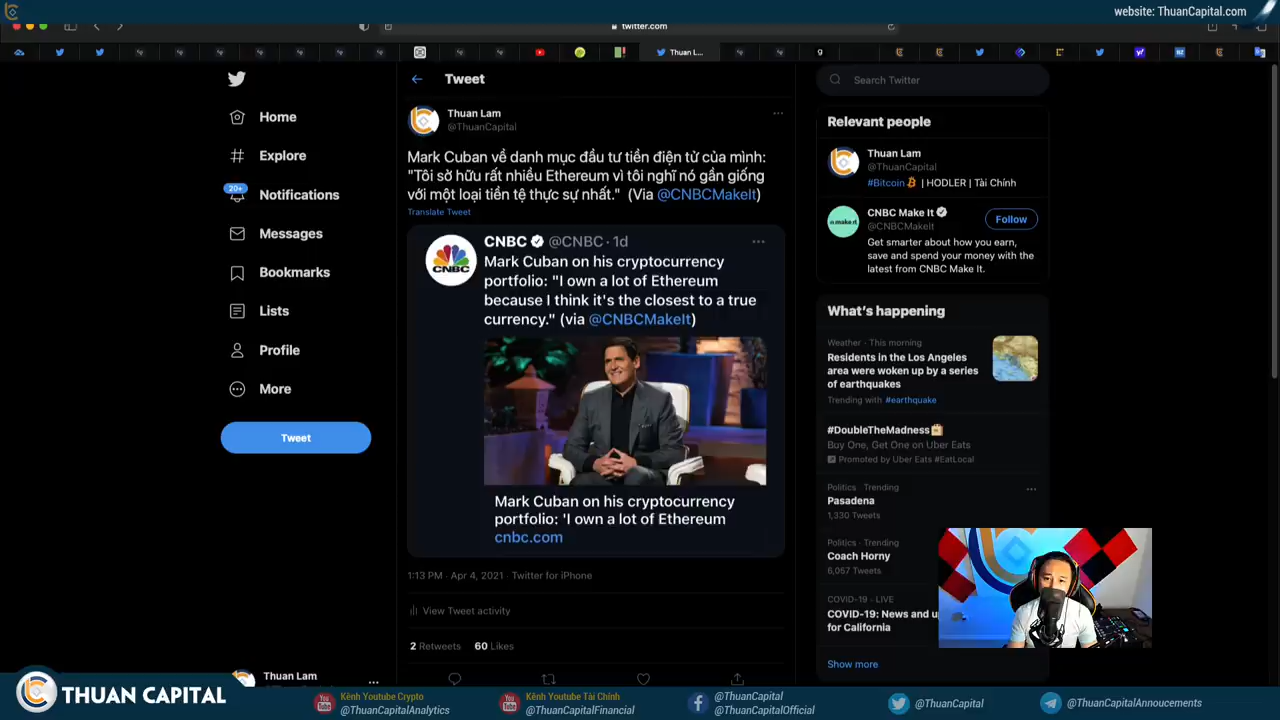 website: ThuanCapital.com
twitter.com
Thuan L...
Home
Explore
20+
Notifications
Messages
Bookmarks
Lists
Profile
More
Tweet
Thuan Lam
Tweet
Thuan Lam
@ThuanCapital
Mark Cuban về danh mục đầu tư tiền điện tử của mình:
"Tôi sở hữu rất nhiều Ethereum vì tôi nghĩ nó gần giống
với một loại tiền tệ thực sự nhất." (Via @CNBCMakeIt)
Translate Tweet
CNBC @CNBC · 1d
CNBC
Mark Cuban on his cryptocurrency
portfolio: "I own a lot of Ethereum
because I think it's the closest to a true
currency." (via @CNBCMakeIt)
Mark Cuban on his cryptocurrency
portfolio: 'I own a lot of Ethereum
cnbc.com
1:13 PM · Apr 4, 2021 · Twitter for iPhone
View Tweet activity
2 Retweets 60 Likes
Search Twitter
Relevant people
Thuan Lam
@ThuanCapital
#Bitcoin | HODLER | Tài Chính
make it
CNBC Make It
@CNBCMakeIt
Follow
Get smarter about how you earn,
save and spend your money with the
latest from CNBC Make It.
What's happening
Weather · This morning
Residents in the Los Angeles
area were woken up by a series
of earthquakes
Trending with #earthquake
#DoubleTheMadness
Buy One, Get One on Uber Eats
Promoted by Uber Eats #EatLocal
Politics · Trending
Pasadena
1,330 Tweets
Politics · Trending
Coach Horny
6,057 Tweets
COVID-19 · LIVE
COVID-19: News and u
for California
Show more
THUAN CAPITAL
Kênh Youtube Crypto
@ThuanCapitalAnalytics
Kênh Youtube Tài Chính
@ThuanCapitalFinancial
@ThuanCapital
@ThuanCapitalOfficial
@ThuanCapital
@ThuanCapitalAnnoucements